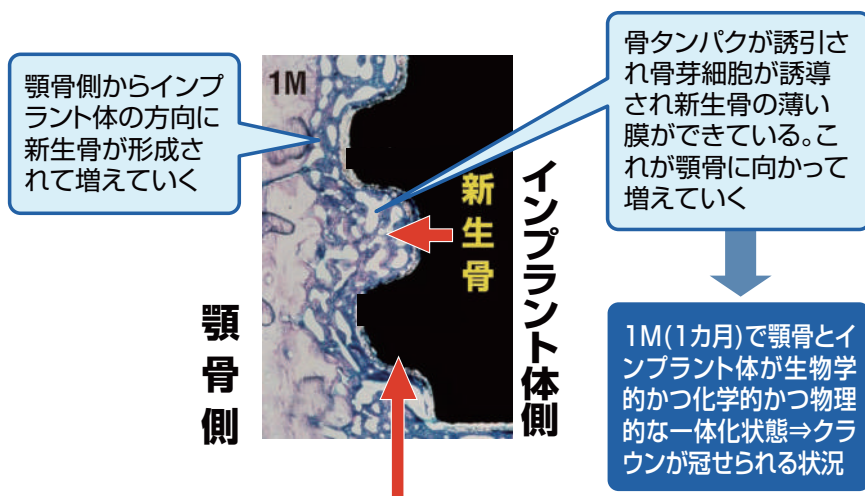 顎骨側からインプ
ラント体の方向に
新生骨が形成さ
れて増えていく
1M
骨タンパクが誘引さ
れ骨芽細胞が誘導
され新生骨の薄い
膜ができている。こ
れが顎骨に向かって
増えていく
新生骨
インプラント体側
顎骨側
1M(1カ月)で顎骨とイ
ンプラント体が生物学
的かつ化学的かつ物理
的な一体化状態⇒クラ
ウンが冠せられる状況